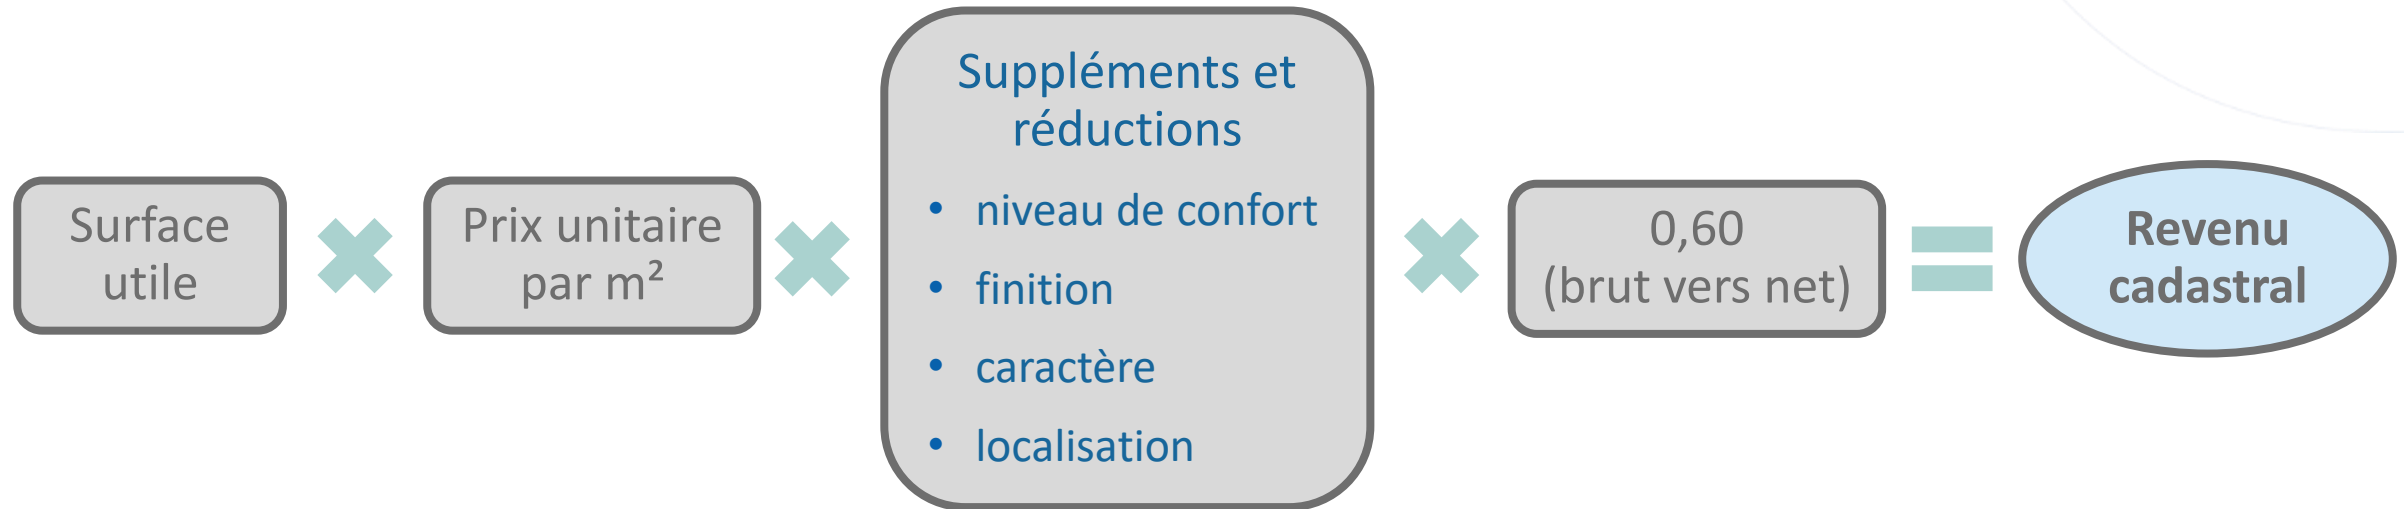 Surface
utile
Prix unitaire
par m²
Suppléments et
réductions
• niveau de confort
• finition
• caractère
• localisation
0,60
(brut vers net)
Revenu
cadastral